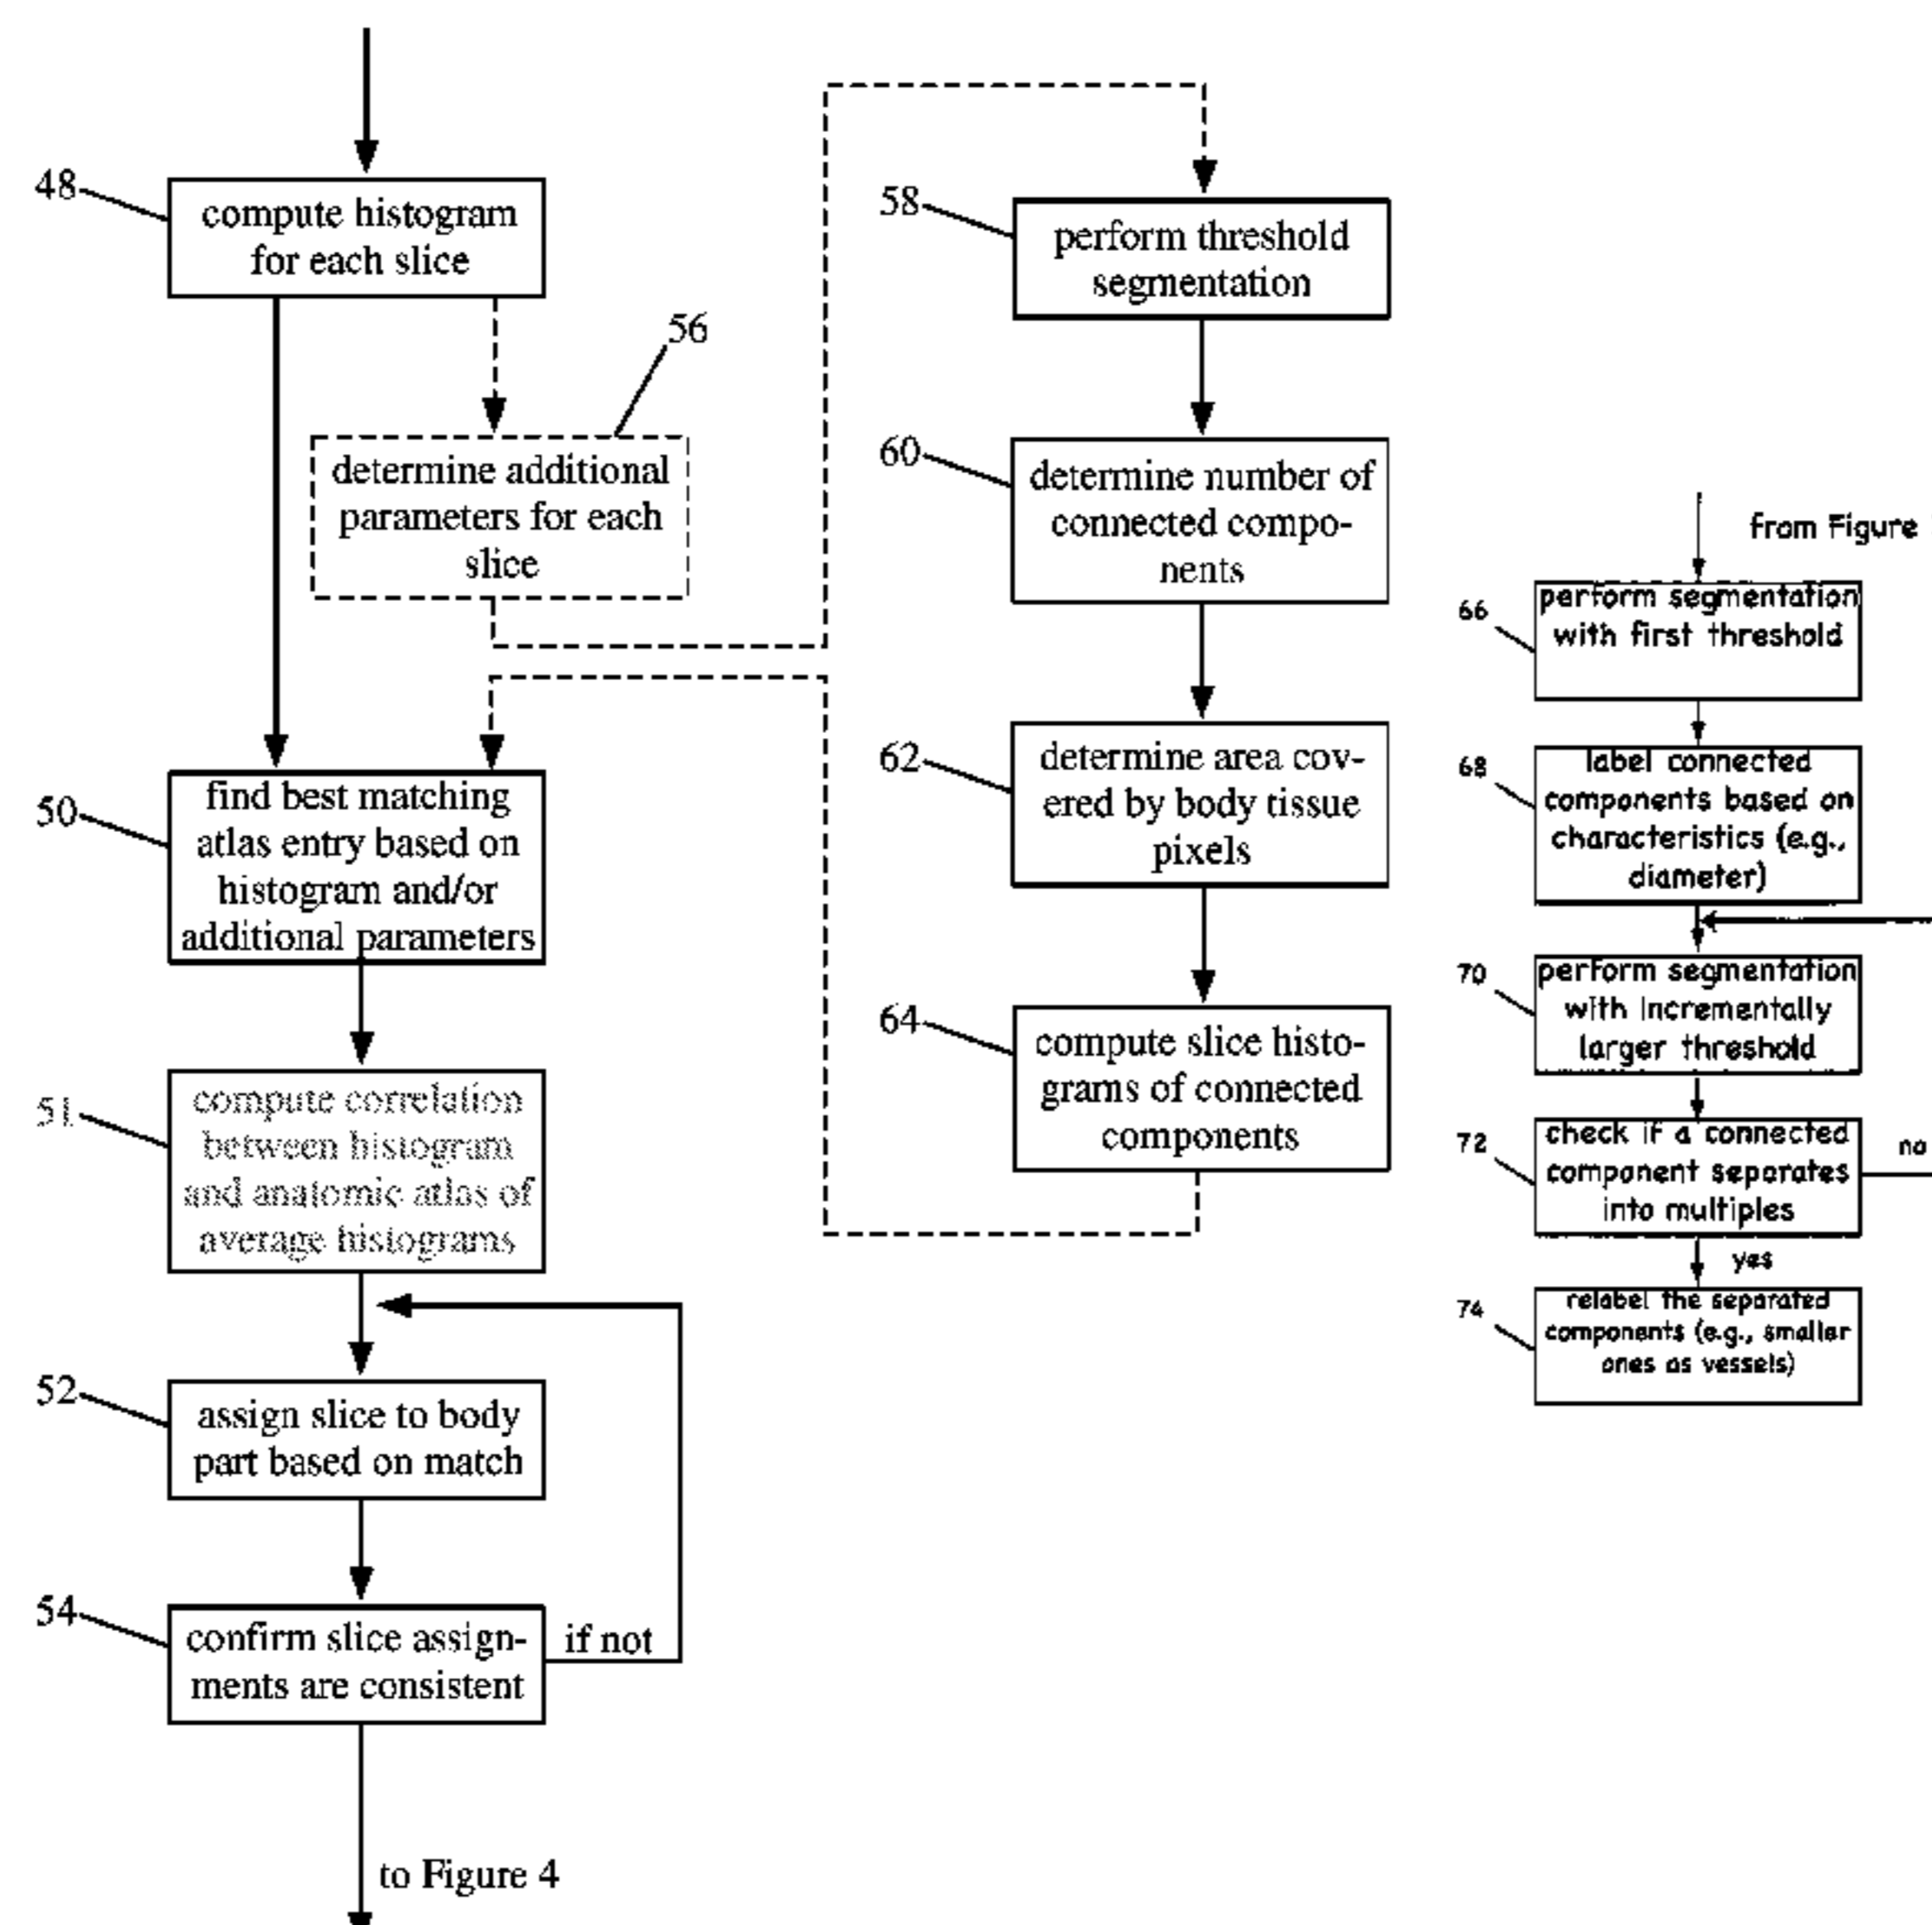 48
compute histogram
for each slice
56
determine additional
parameters for each
slice
50
find best matching
atlas entry based on
histogram and/or
additional parameters
51
compute correlation
between histogram
and anatomic atlas of
average histograms
52
assign slice to body
part based on match
54
confirm slice assign-
ments are consistent
if not
to Figure 4
58
perform threshold
segmentation
60
determine number of
connected compo-
nents
62
determine area cov-
ered by body tissue
pixels
64
compute slice histo-
grams of connected
components
from Figure
66
perform segmentation
with first threshold
68
label connected
components based on
characteristics (e.g.,
diameter)
70
perform segmentation
with incrementally
larger threshold
72
check if a connected
component separates
into multiples
no
yes
74
relabel the separated
components (e.g., smaller
ones as vessels)